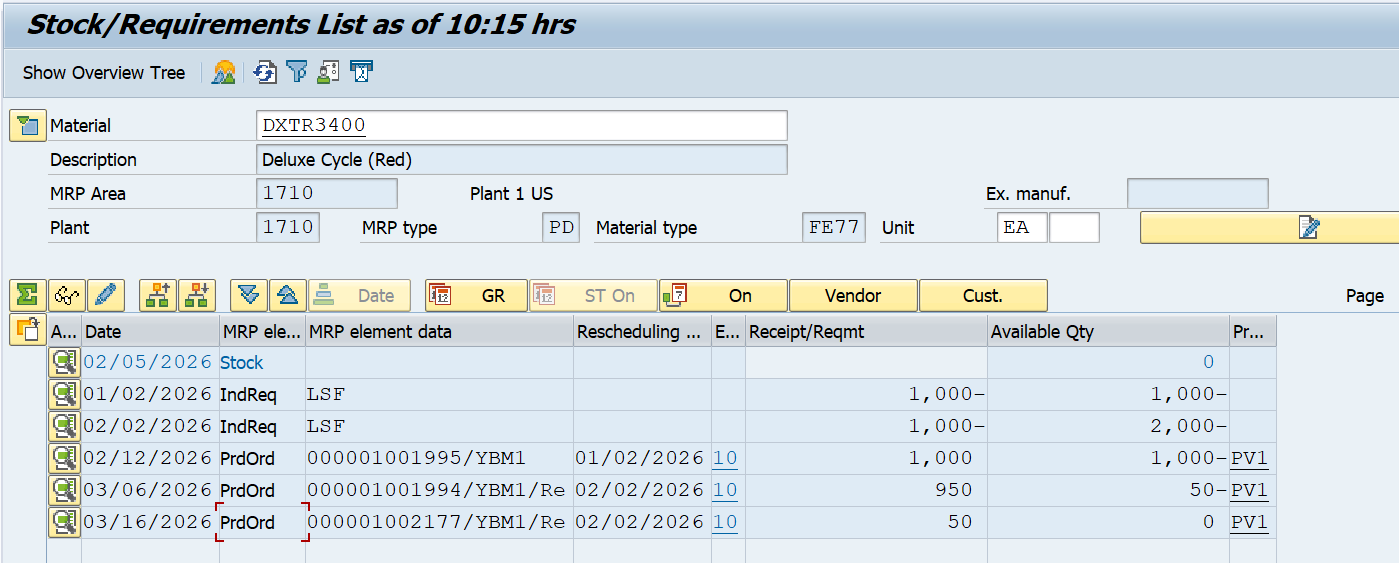 Stock/Requirements List as of 10:15 hrs
Show Overview Tree
Material DXTR3400
Description Deluxe Cycle (Red)
MRP Area 1710 Plant 1 US Ex. manuf.
Plant 1710 MRP type PD Material type FE77 Unit EA
Date GR ST On On Vendor Cust. Page
A... Date MRP ele... MRP element data Rescheduling ... E... Receipt/Reqmt Available Qty Pr...
02/05/2026 Stock 0
01/02/2026 IndReq LSF 1,000- 1,000-
02/02/2026 IndReq LSF 1,000- 2,000-
02/12/2026 PrdOrd 000001001995/YBM1 01/02/2026 10 1,000 1,000- PV1
03/06/2026 PrdOrd 000001001994/YBM1/Re 02/02/2026 10 950 50- PV1
03/16/2026 PrdOrd 000001002177/YBM1/Re 02/02/2026 10 50 0 PV1